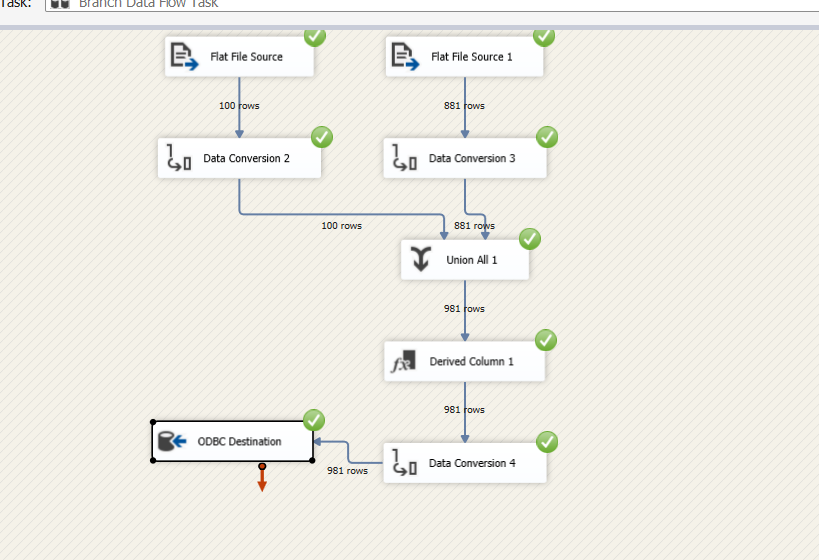 Task: Branch Data Flow Task
Flat File Source
Flat File Source 1
100 rows
881 rows
Data Conversion 2
Data Conversion 3
100 rows
881 rows
Union All 1
981 rows
Derived Column 1
981 rows
ODBC Destination
Data Conversion 4
981 rows